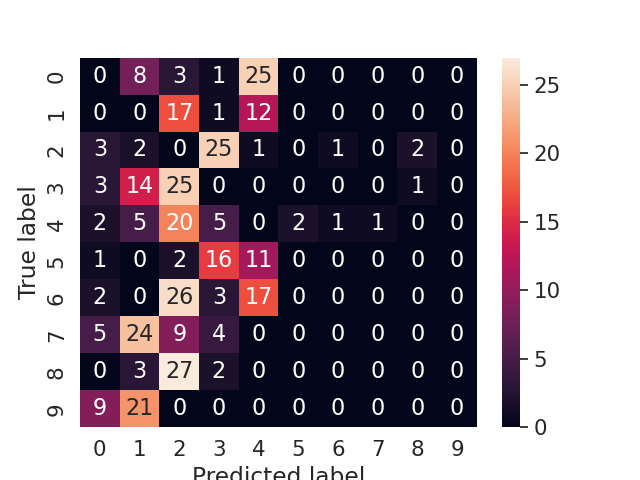 0 0 8 3 1 25 0 0 0 0 0
1 0 0 17 1 12 0 0 0 0 0
2 3 2 0 25 1 0 1 0 2 0
3 3 14 25 0 0 0 0 0 1 0
4 2 5 20 5 0 2 1 1 0 0
5 1 0 2 16 11 0 0 0 0 0
6 2 0 26 3 17 0 0 0 0 0
7 5 24 9 4 0 0 0 0 0 0
8 0 3 27 2 0 0 0 0 0 0
9 9 21 0 0 0 0 0 0 0 0
0 1 2 3 4 5 6 7 8 9
True label
Predicted label
25
20
15
10
5
0